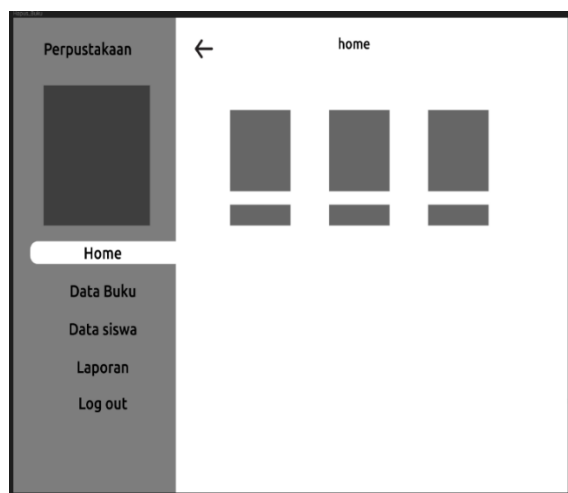 Perpustakaan
home
Home
Data Buku
Data siswa
Laporan
Log out